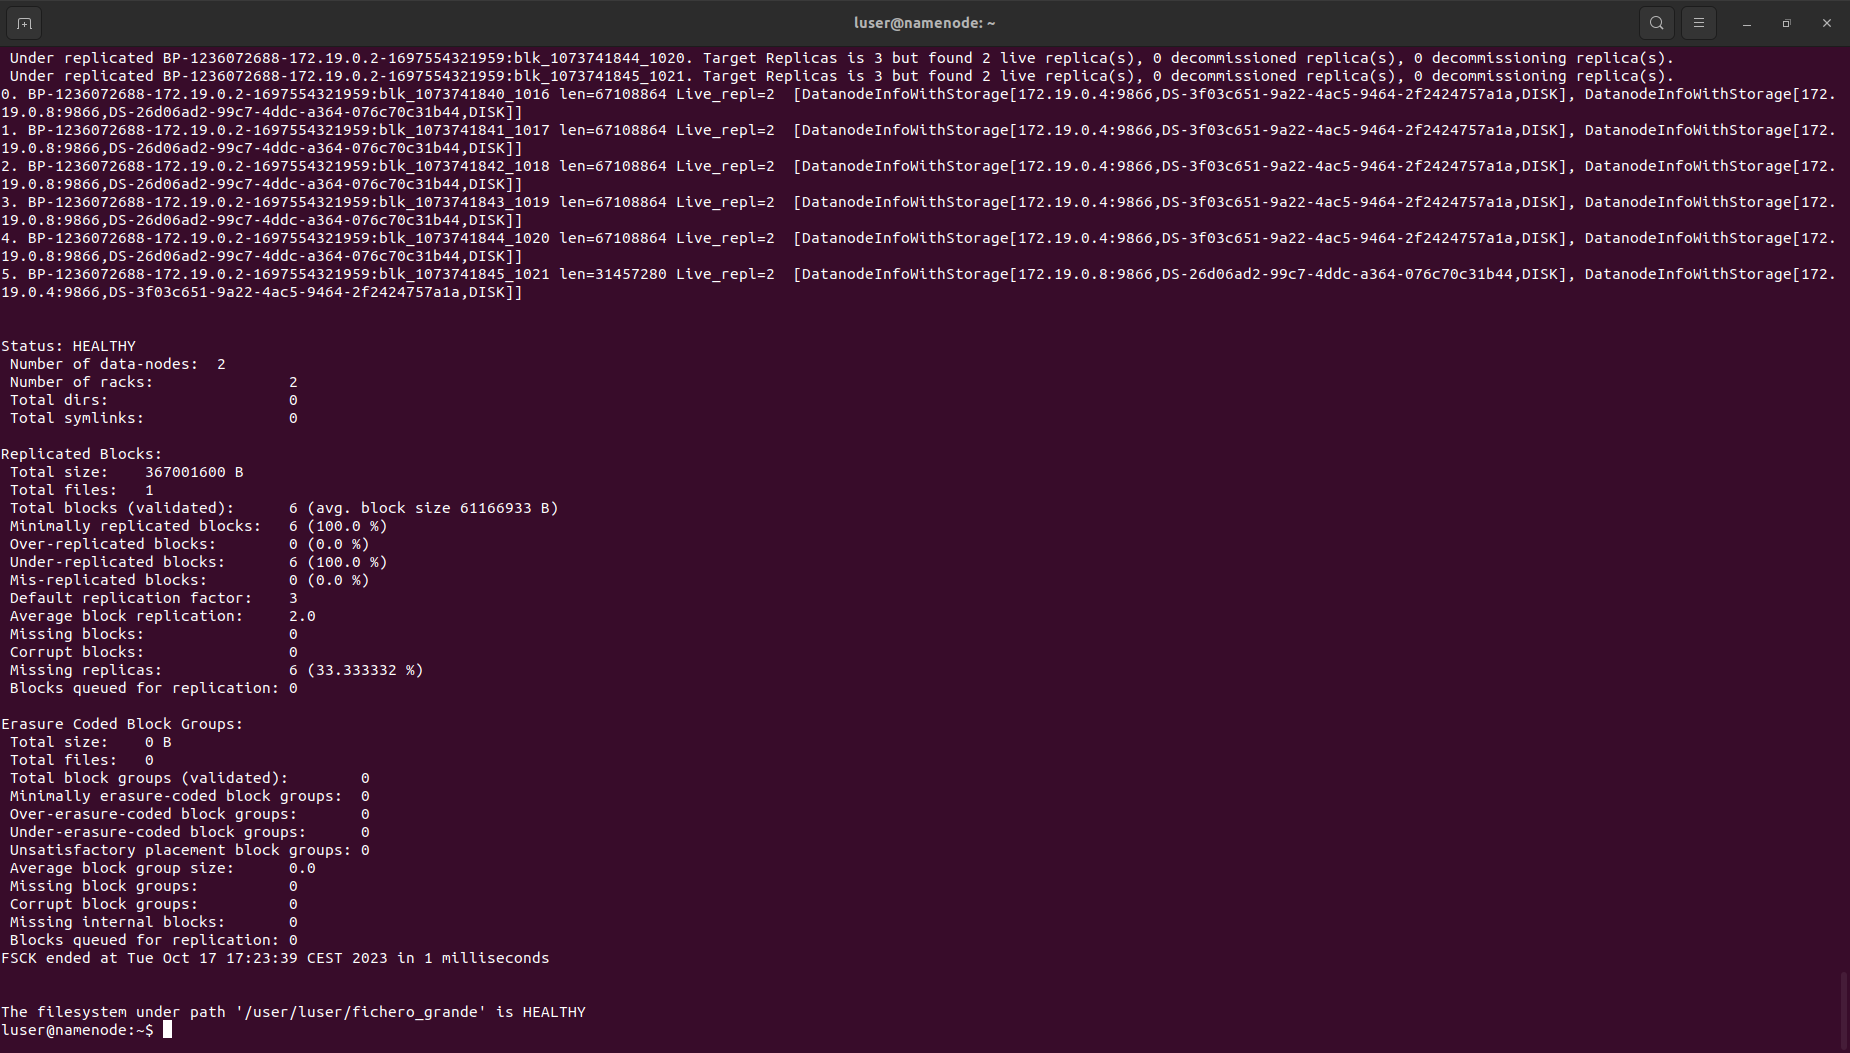 luser@namenode: ~
 Under replicated BP-1236072688-172.19.0.2-1697554321959:blk_1073741844_1020. Target Replicas is 3 but found 2 live replica(s), 0 decommissioned replica(s), 0 decommissioning replica(s).
 Under replicated BP-1236072688-172.19.0.2-1697554321959:blk_1073741845_1021. Target Replicas is 3 but found 2 live replica(s), 0 decommissioned replica(s), 0 decommissioning replica(s).
0. BP-1236072688-172.19.0.2-1697554321959:blk_1073741840_1016 len=67108864 Live_repl=2  [DatanodeInfoWithStorage[172.19.0.4:9866,DS-3f03c651-9a22-4ac5-9464-2f2424757a1a,DISK], DatanodeInfoWithStorage[172.
19.0.8:9866,DS-26d06ad2-99c7-4ddc-a364-076c70c31b44,DISK]]
1. BP-1236072688-172.19.0.2-1697554321959:blk_1073741841_1017 len=67108864 Live_repl=2  [DatanodeInfoWithStorage[172.19.0.4:9866,DS-3f03c651-9a22-4ac5-9464-2f2424757a1a,DISK], DatanodeInfoWithStorage[172.
19.0.8:9866,DS-26d06ad2-99c7-4ddc-a364-076c70c31b44,DISK]]
2. BP-1236072688-172.19.0.2-1697554321959:blk_1073741842_1018 len=67108864 Live_repl=2  [DatanodeInfoWithStorage[172.19.0.4:9866,DS-3f03c651-9a22-4ac5-9464-2f2424757a1a,DISK], DatanodeInfoWithStorage[172.
19.0.8:9866,DS-26d06ad2-99c7-4ddc-a364-076c70c31b44,DISK]]
3. BP-1236072688-172.19.0.2-1697554321959:blk_1073741843_1019 len=67108864 Live_repl=2  [DatanodeInfoWithStorage[172.19.0.4:9866,DS-3f03c651-9a22-4ac5-9464-2f2424757a1a,DISK], DatanodeInfoWithStorage[172.
19.0.8:9866,DS-26d06ad2-99c7-4ddc-a364-076c70c31b44,DISK]]
4. BP-1236072688-172.19.0.2-1697554321959:blk_1073741844_1020 len=67108864 Live_repl=2  [DatanodeInfoWithStorage[172.19.0.4:9866,DS-3f03c651-9a22-4ac5-9464-2f2424757a1a,DISK], DatanodeInfoWithStorage[172.
19.0.8:9866,DS-26d06ad2-99c7-4ddc-a364-076c70c31b44,DISK]]
5. BP-1236072688-172.19.0.2-1697554321959:blk_1073741845_1021 len=31457280 Live_repl=2  [DatanodeInfoWithStorage[172.19.0.8:9866,DS-26d06ad2-99c7-4ddc-a364-076c70c31b44,DISK], DatanodeInfoWithStorage[172.
19.0.4:9866,DS-3f03c651-9a22-4ac5-9464-2f2424757a1a,DISK]]
Status: HEALTHY
 Number of data-nodes:  2
 Number of racks:               2
 Total dirs:                    0
 Total symlinks:                0
Replicated Blocks:
 Total size:    367001600 B
 Total files:   1
 Total blocks (validated):      6 (avg. block size 61166933 B)
 Minimally replicated blocks:   6 (100.0 %)
 Over-replicated blocks:        0 (0.0 %)
 Under-replicated blocks:       6 (100.0 %)
 Mis-replicated blocks:         0 (0.0 %)
 Default replication factor:    3
 Average block replication:     2.0
 Missing blocks:                0
 Corrupt blocks:                0
 Missing replicas:              6 (33.333332 %)
 Blocks queued for replication: 0
Erasure Coded Block Groups:
 Total size:    0 B
 Total files:   0
 Total block groups (validated):        0
 Minimally erasure-coded block groups:  0
 Over-erasure-coded block groups:       0
 Under-erasure-coded block groups:      0
 Unsatisfactory placement block groups: 0
 Average block group size:      0.0
 Missing block groups:          0
 Corrupt block groups:          0
 Missing internal blocks:       0
 Blocks queued for replication: 0
FSCK ended at Tue Oct 17 17:23:39 CEST 2023 in 1 milliseconds
The filesystem under path '/user/luser/fichero_grande' is HEALTHY
luser@namenode:~$